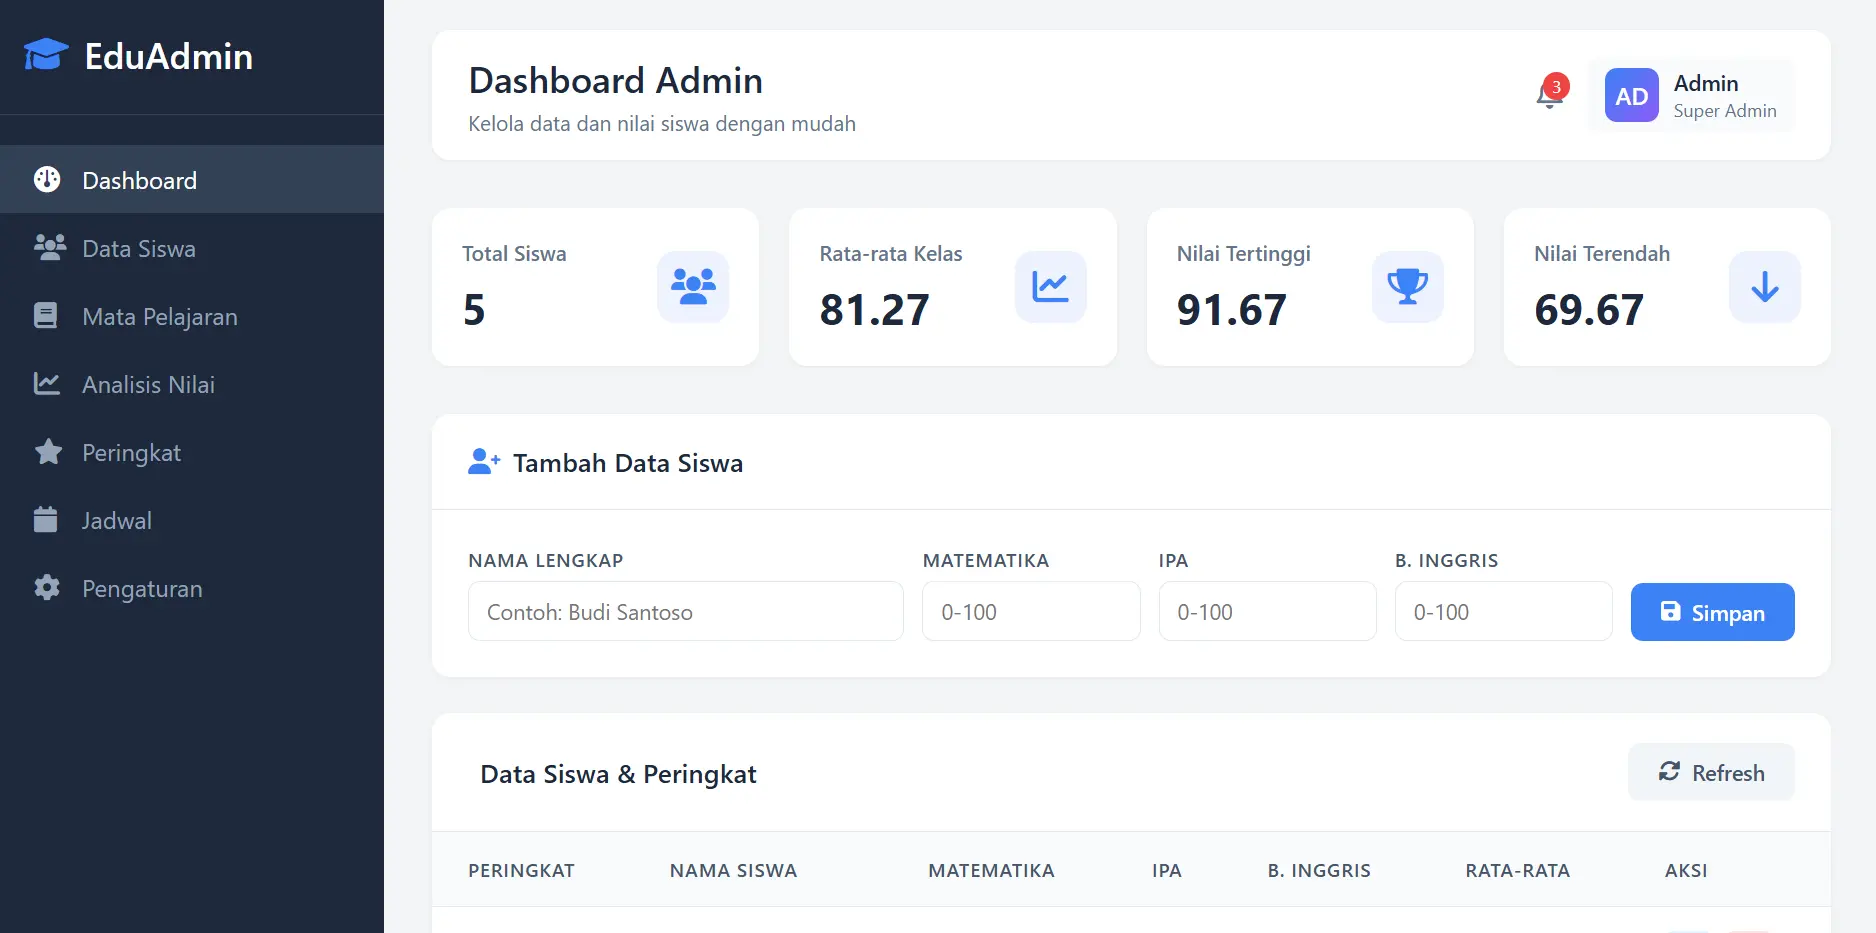 EduAdmin
Dashboard
Data Siswa
Mata Pelajaran
Analisis Nilai
Peringkat
Jadwal
Pengaturan
Dashboard Admin
Kelola data dan nilai siswa dengan mudah
3
AD
Admin
Super Admin
Total Siswa
5
Rata-rata Kelas
81.27
Nilai Tertinggi
91.67
Nilai Terendah
69.67
Tambah Data Siswa
NAMA LENGKAP
Contoh: Budi Santoso
MATEMATIKA
0-100
IPA
0-100
B. INGGRIS
0-100
Simpan
Data Siswa & Peringkat
Refresh
PERINGKAT NAMA SISWA MATEMATIKA IPA B. INGGRIS RATA-RATA AKSI